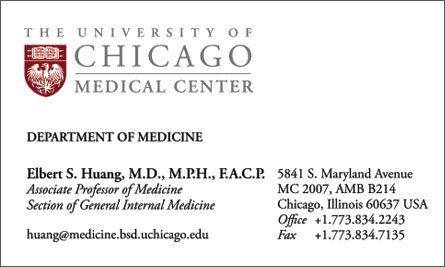 THE UNIVERSITY OF
CHICAGO
MEDICAL CENTER
DEPARTMENT OF MEDICINE
Elbert S. Huang, M.D., M.P.H., F.A.C.P.
Associate Professor of Medicine
Section of General Internal Medicine
huang@medicine.bsd.uchicago.edu
5841 S. Maryland Avenue
MC 2007, AMB B214
Chicago, Illinois 60637 USA
Office +1.773.834.2243
Fax +1.773.834.7135